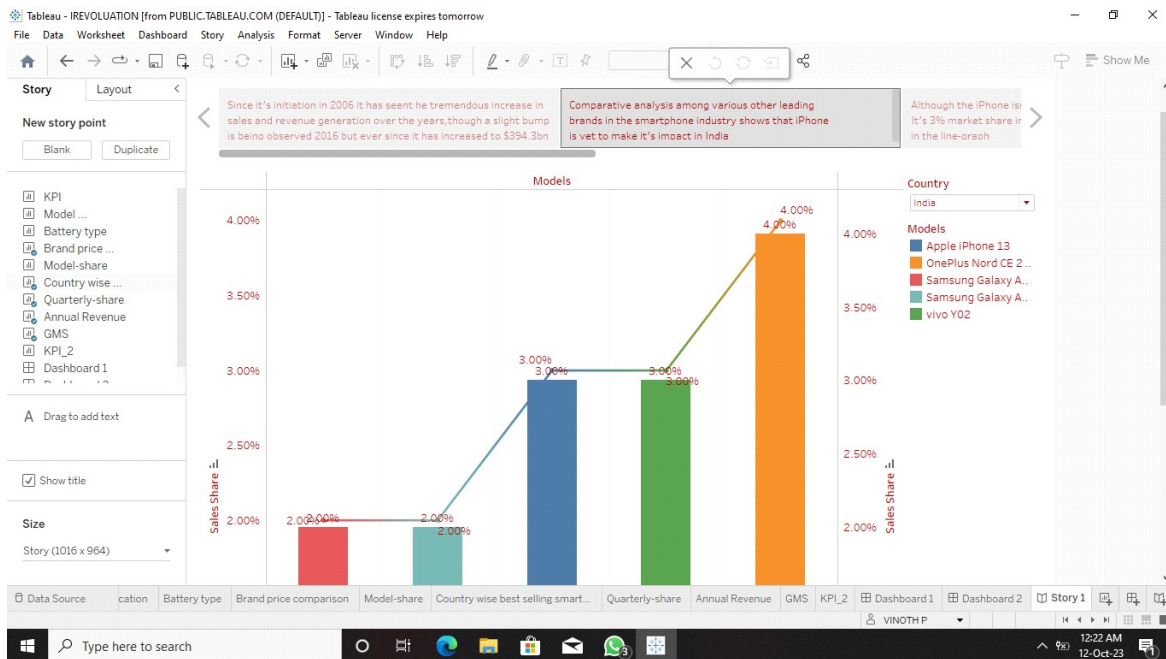 Tableau - IREVOLUATION [from PUBLIC.TABLEAU.COM (DEFAULT)] - Tableau license expires tomorrow
File Data Worksheet Dashboard Story Analysis Format Server Window Help
Show Me
Story Layout
New story point
Blank Duplicate
KPI
Model ...
Battery type
Brand price ...
Model-share
Country wise ...
Quarterly-share
Annual Revenue
GMS
KPI_2
Dashboard 1
A Drag to add text
Show title
Size
Story (1016 x 964)
Since it's initiation in 2006 it has seent he tremendous increase in
sales and revenue generation over the years,though a slight bump
is being observed 2016 but ever since it has increased to $394.3bn
Comparative analysis among various other leading
brands in the smartphone industry shows that iPhone
is yet to make it's impact in India
Although the iPhone
It's 3% market share
in the line-graph
Models
4.00%
3.50%
3.00%
2.50%
2.00%
Sales Share
2.00%
2.00%
2.00%
2.00%
3.00%
3.00%
3.00%
3.00%
4.00%
4.00%
4.00%
3.50%
3.00%
2.50%
2.00%
Sales Share
Country
India
Models
Apple iPhone 13
OnePlus Nord CE 2 ..
Samsung Galaxy A..
Samsung Galaxy A..
vivo Y02
Data Source cation Battery type Brand price comparison Model-share Country wise best selling smart... Quarterly-share Annual Revenue GMS KPI_2 Dashboard 1 Dashboard 2 Story 1
VINOTH P
Type here to search
3
12:22 AM
12-Oct-23
1